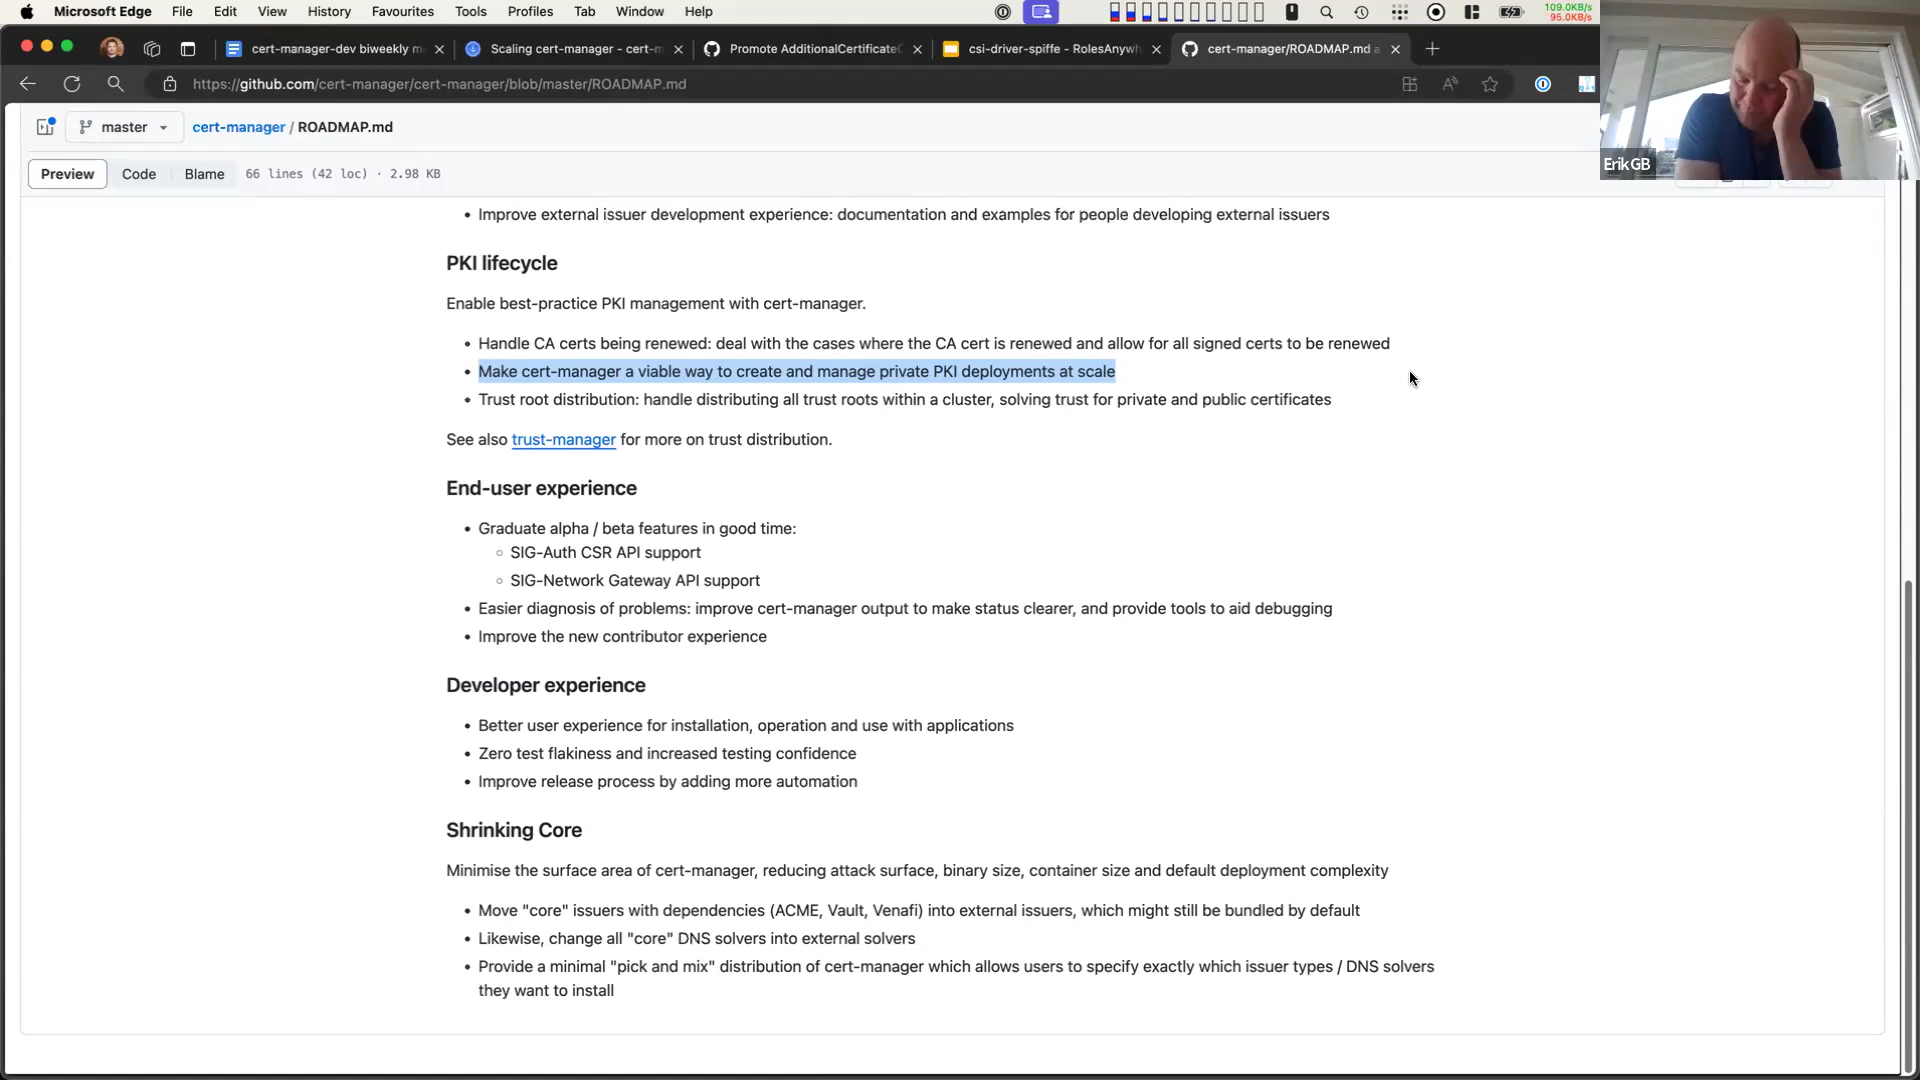 Microsoft Edge File Edit View History Favourites Tools Profiles Tab Window Help 109.0KB/s
95.0KB/s
cert-manager-dev biweekly m Scaling cert-manager - cert-m Promote AdditionalCertificateO csi-driver-spiffe - RolesAnywh cert-manager/ROADMAP.md a
https://github.com/cert-manager/cert-manager/blob/master/ROADMAP.md
master cert-manager / ROADMAP.md
ErikGB
Preview Code Blame 66 lines (42 loc) · 2.98 KB
• Improve external issuer development experience: documentation and examples for people developing external issuers
PKI lifecycle
Enable best-practice PKI management with cert-manager.
• Handle CA certs being renewed: deal with the cases where the CA cert is renewed and allow for all signed certs to be renewed
• Make cert-manager a viable way to create and manage private PKI deployments at scale
• Trust root distribution: handle distributing all trust roots within a cluster, solving trust for private and public certificates
See also trust-manager for more on trust distribution.
End-user experience
• Graduate alpha / beta features in good time:
◦ SIG-Auth CSR API support
◦ SIG-Network Gateway API support
• Easier diagnosis of problems: improve cert-manager output to make status clearer, and provide tools to aid debugging
• Improve the new contributor experience
Developer experience
• Better user experience for installation, operation and use with applications
• Zero test flakiness and increased testing confidence
• Improve release process by adding more automation
Shrinking Core
Minimise the surface area of cert-manager, reducing attack surface, binary size, container size and default deployment complexity
• Move "core" issuers with dependencies (ACME, Vault, Venafi) into external issuers, which might still be bundled by default
• Likewise, change all "core" DNS solvers into external solvers
• Provide a minimal "pick and mix" distribution of cert-manager which allows users to specify exactly which issuer types / DNS solvers
they want to install